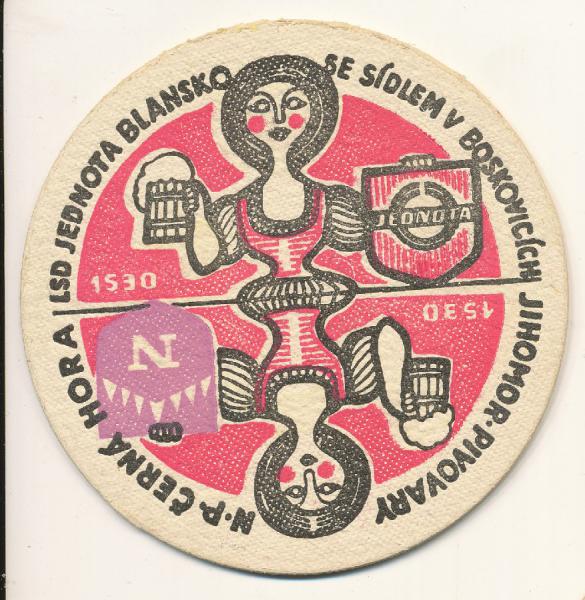 LSD JEDNOTA BLANSKO SE SÍDLEM V BOSKOVICÍCH
JEDNOTA
1530
1530
N
JIHOMOR. PIVOVARY N.P. ČERNÁ HORA